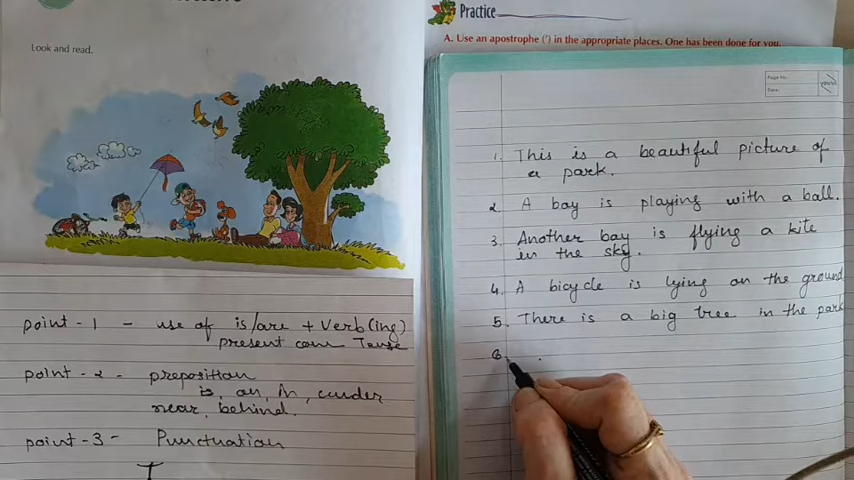 Look and read.
point-1 - use of is/are + Verb(ing)
present con Tense
point-2- preposition
is, on, in, under
near, behind.
point-3- Punctuation
Practice
A. Use an apostrophe (') in the appropriate places. One has been done for you.
Page No.:
Date:
1. This is a beautiful picture of
a park.
2. A boy is playing with a ball.
3. Another boy is flying a kite
in the sky.
4. A bicycle is lying on the ground
5. There is a big tree in the park
6.